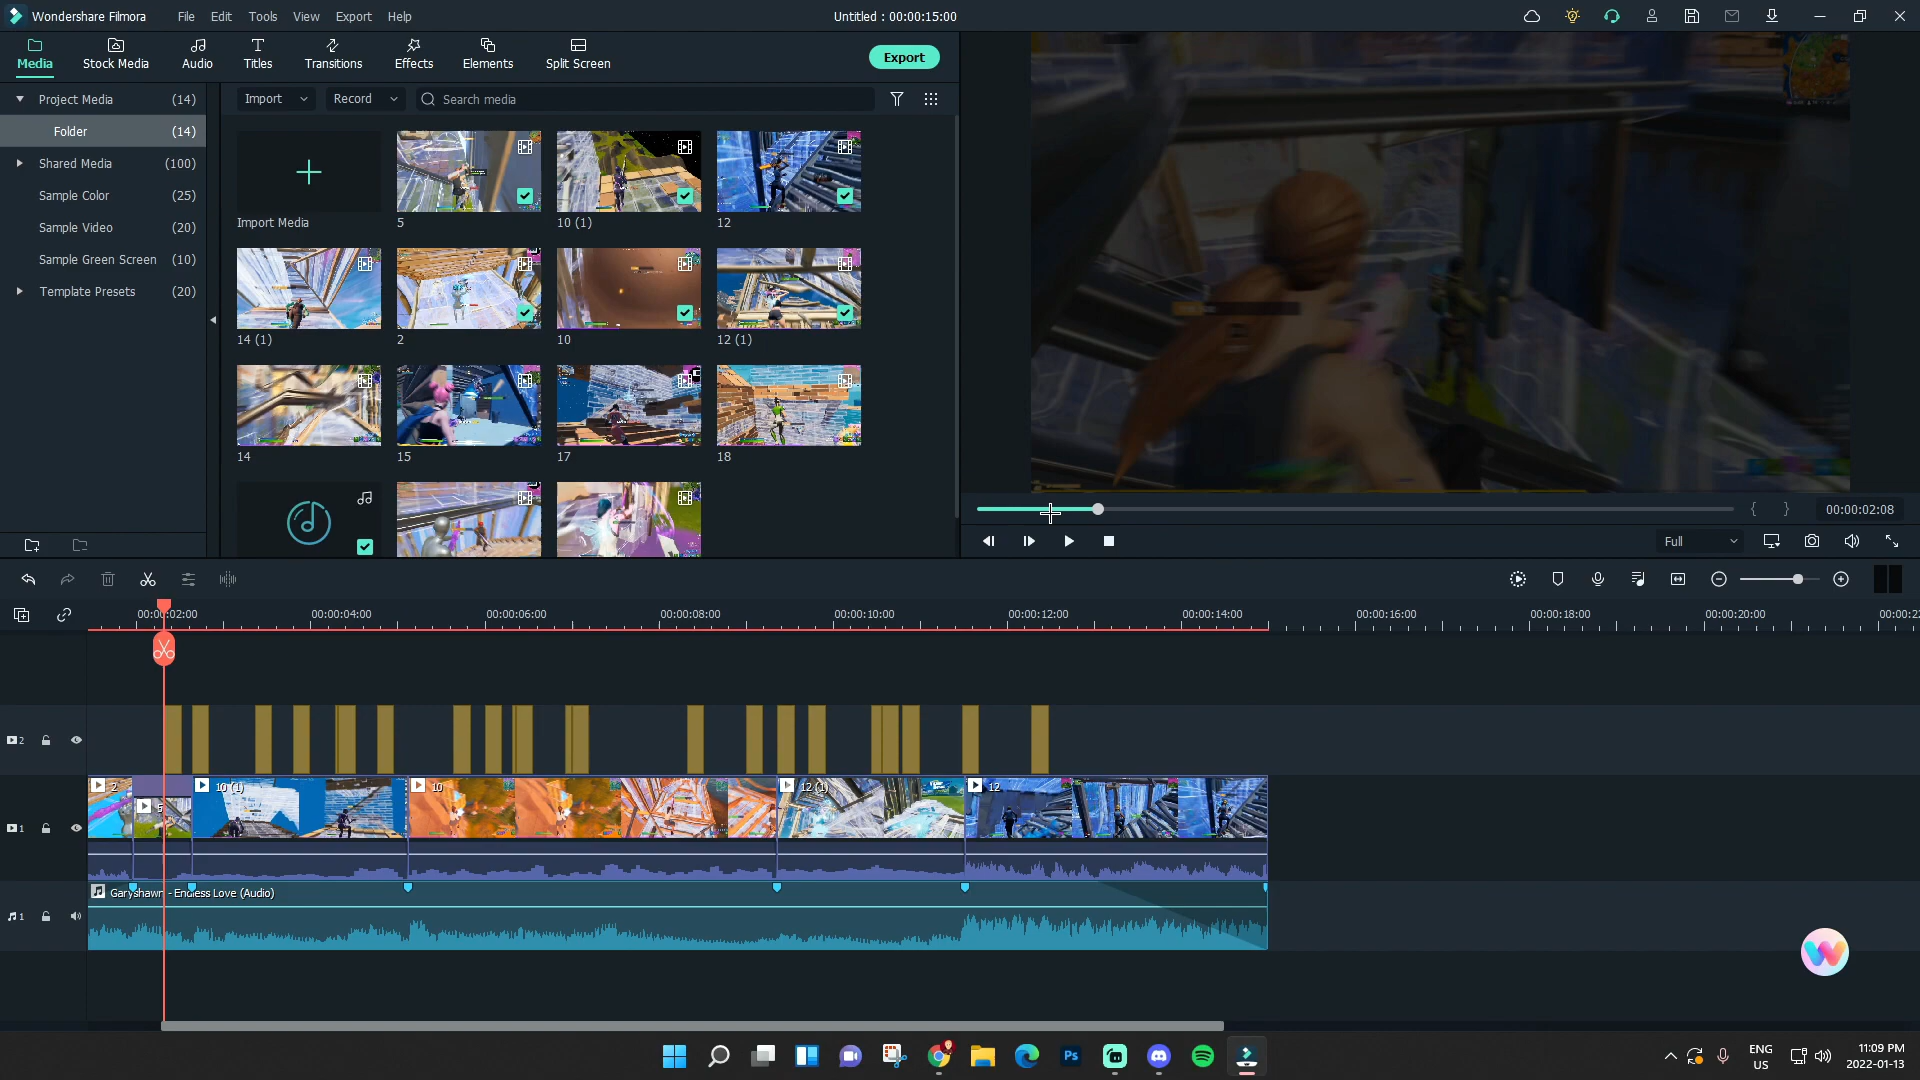 Wondershare Filmora File Edit Tools View Export Help Untitled : 00:00:15:00
Media Stock Media Audio Titles Transitions Effects Elements Split Screen Export
Project Media (14)
Folder (14)
Shared Media (100)
Sample Color (25)
Sample Video (20)
Sample Green Screen (10)
Template Presets (20)
Import Record Search media
Import Media 5 10 (1) 12
14 (1) 2 10 12 (1)
14 15 17 18
{ } 00:00:02:08
Full
00:00:02:00 00:00:04:00 00:00:06:00 00:00:08:00 00:00:10:00 00:00:12:00 00:00:14:00 00:00:16:00 00:00:18:00 00:00:20:00
2
2 5 10 (1) 10 12 (1) 12
1
Garyshawn - Endless Love (Audio)
1
Ps
ENG
US
11:09 PM
2022-01-13